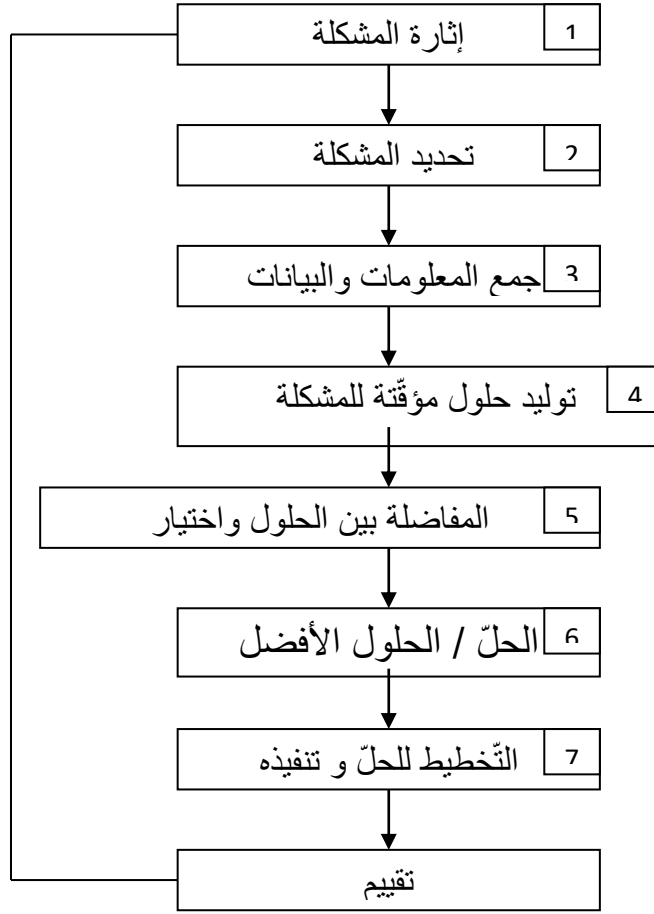 1 إثارة المشكلة
2 تحديد المشكلة
3 جمع المعلومات والبيانات
4 توليد حلول مؤقّتة للمشكلة
5 المفاضلة بين الحلول واختيار
6 الحلّ / الحلول الأفضل
7 التّخطيط للحلّ و تنفيذه
تقييم